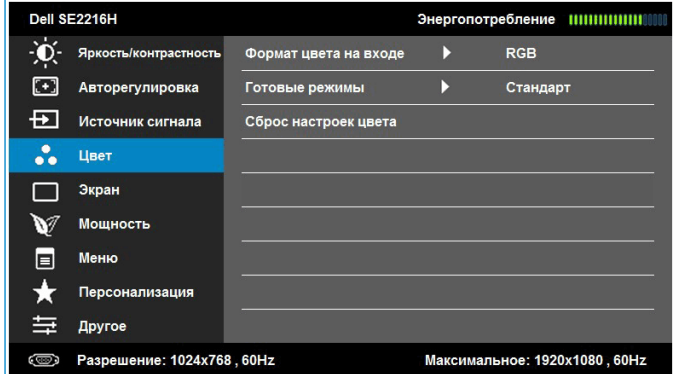 Dell SE2216H Энергопотребление
Яркость/контрастность Формат цвета на входе RGB
Авторегулировка Готовые режимы Стандарт
Источник сигнала Сброс настроек цвета
Цвет
Экран
Мощность
Меню
Персонализация
Другое
Разрешение: 1024x768 , 60Hz Максимальное: 1920x1080 , 60Hz